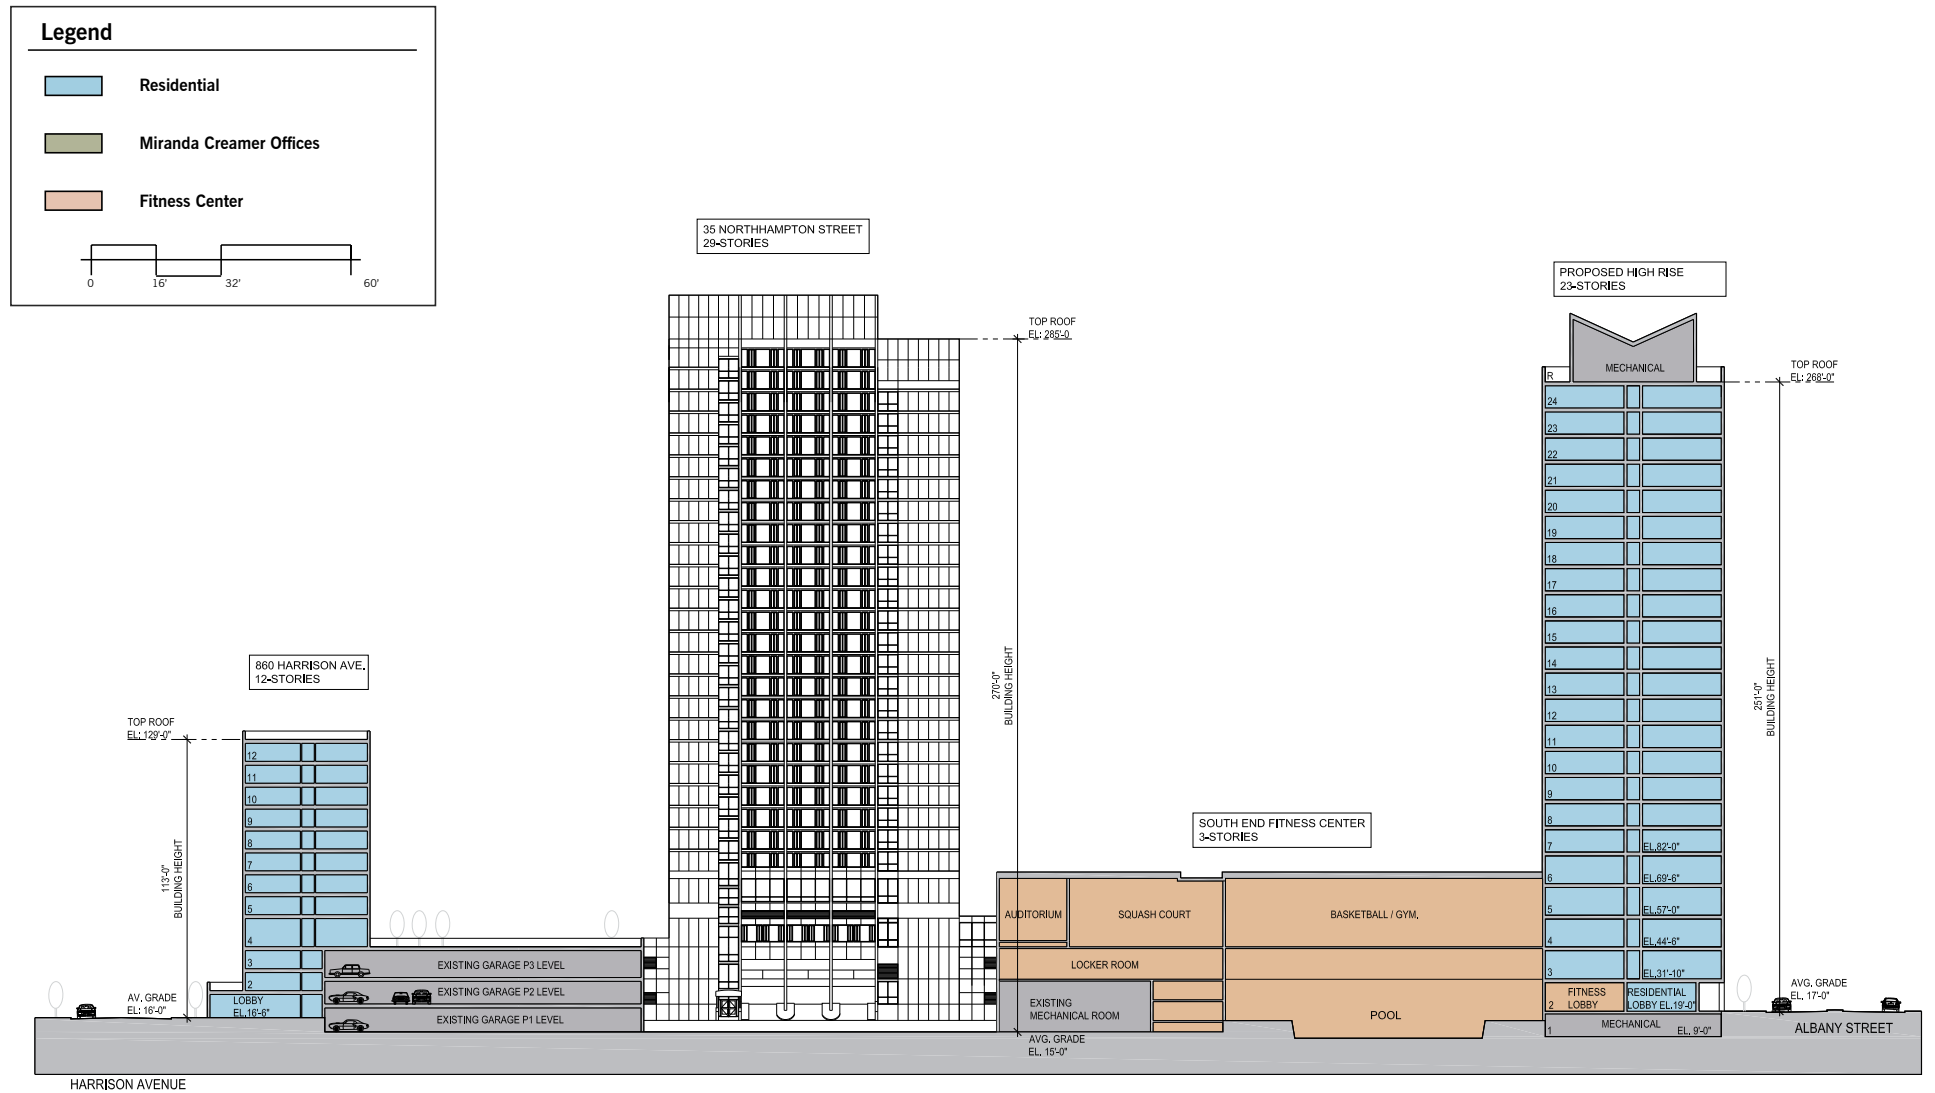 Legend
Residential
Miranda Creamer Offices
Fitness Center
0 16' 32' 60'
35 NORTHHAMPTON STREET
29-STORIES
PROPOSED HIGH RISE
23-STORIES
TOP ROOF
EL: 285'-0
MECHANICAL
R
TOP ROOF
EL: 268'-0"
24
23
22
21
20
19
18
17
16
15
14
13
12
11
10
9
8
7 EL.82'-0"
6 EL.69'-6"
5 EL.57'-0"
4 EL.44'-6"
3 EL.31'-10"
FITNESS
2 LOBBY
RESIDENTIAL
LOBBY EL.19'-0"
1 MECHANICAL EL. 9'-0"
251'-0"
BUILDING HEIGHT
AVG. GRADE
EL. 17'-0"
ALBANY STREET
270'-0"
BUILDING HEIGHT
860 HARRISON AVE.
12-STORIES
TOP ROOF
EL: 129'-0"
12
11
10
9
8
7
6
5
4
3
2
LOBBY
EL.16'-6"
113'-0"
BUILDING HEIGHT
AV. GRADE
EL: 16'-0"
EXISTING GARAGE P3 LEVEL
EXISTING GARAGE P2 LEVEL
EXISTING GARAGE P1 LEVEL
SOUTH END FITNESS CENTER
3-STORIES
AUDITORIUM
SQUASH COURT
BASKETBALL / GYM.
LOCKER ROOM
EXISTING
MECHANICAL ROOM
POOL
AVG. GRADE
EL. 15'-0"
HARRISON AVENUE